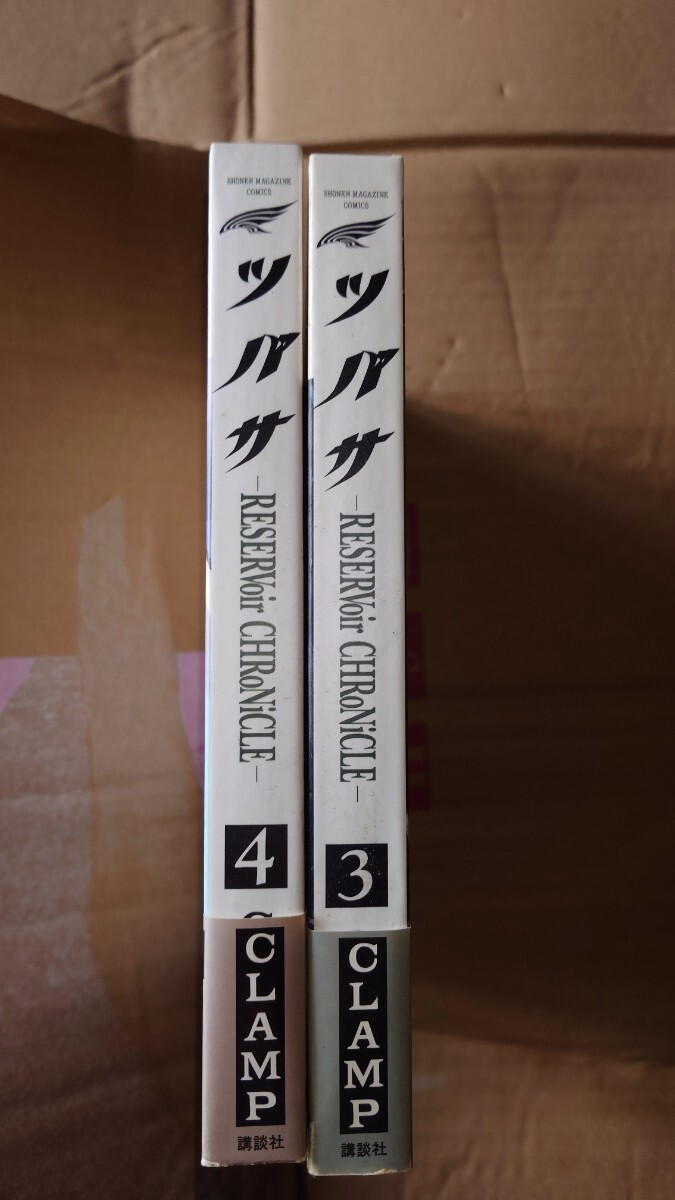 SHONEN MAGAZINE
COMICS
ツバサ
—RESERVoir CHRoNiCLE—
4
CLAMP
講談社
SHONEN MAGAZINE
COMICS
ツバサ
—RESERVoir CHRoNiCLE—
3
CLAMP
講談社